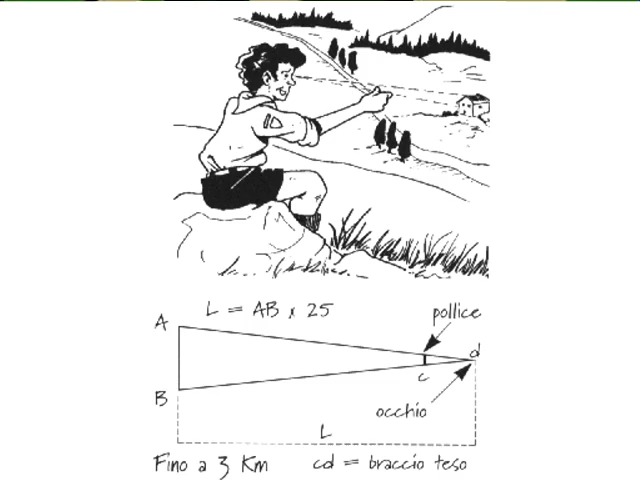 L = AB x 25
pollice
A
d
c
B
occhio
L
Fino a 3 Km
cd = braccio teso